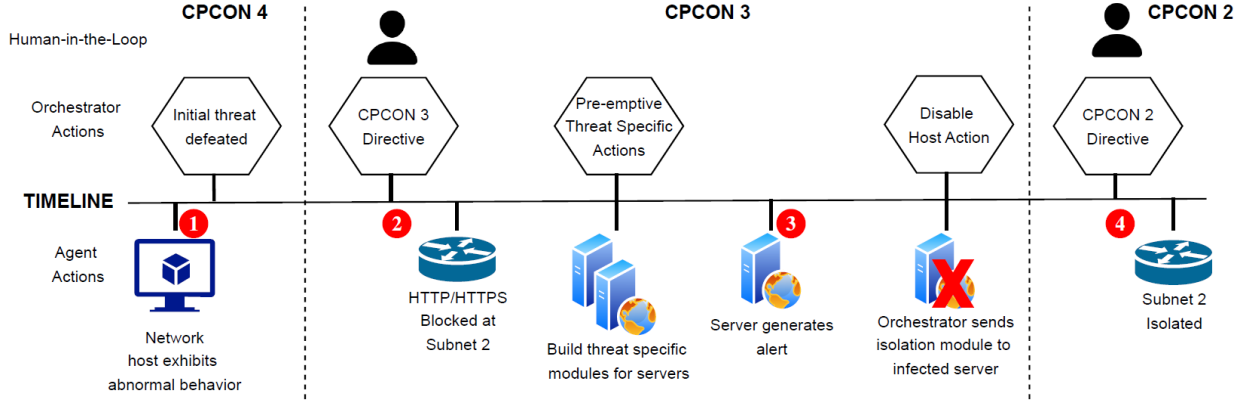 CPCON 4
CPCON 3
CPCON 2
Human-in-the-Loop
Orchestrator
Actions
Initial threat
defeated
CPCON 3
Directive
Pre-emptive
Threat Specific
Actions
Disable
Host Action
CPCON 2
Directive
TIMELINE
1
2
3
4
Agent
Actions
Network
host exhibits
abnormal behavior
HTTP/HTTPS
Blocked at
Subnet 2
Build threat specific
modules for servers
Server generates
alert
X
Orchestrator sends
isolation module to
infected server
Subnet 2
Isolated